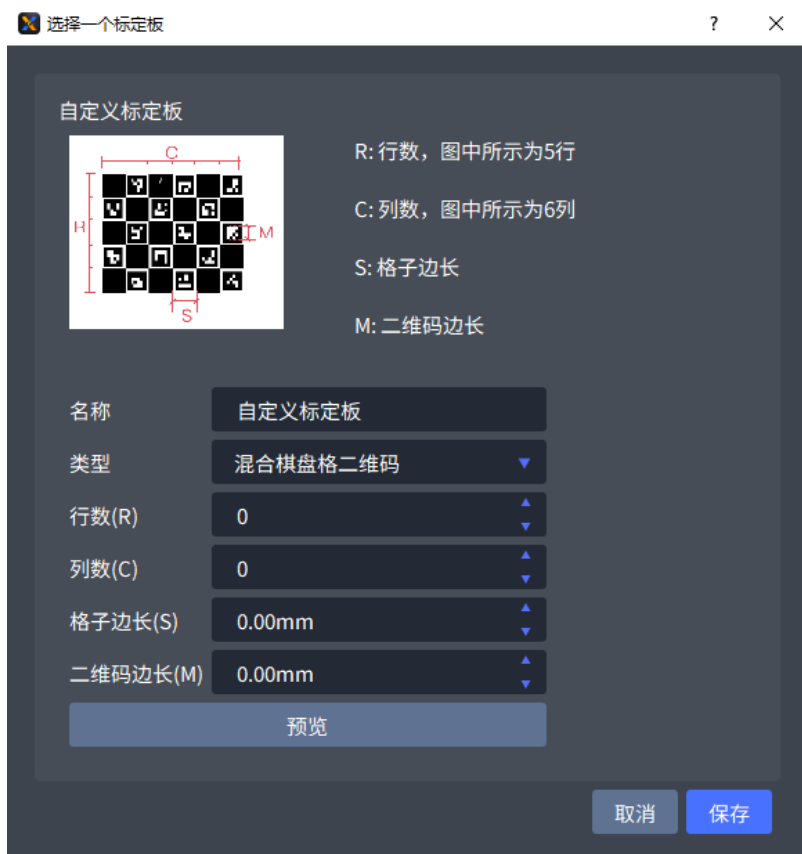 选择一个标定板
?
自定义标定板
C
R
M
S
R: 行数，图中所示为5行
C: 列数，图中所示为6列
S: 格子边长
M: 二维码边长
名称 自定义标定板
类型 混合棋盘格二维码
行数(R) 0
列数(C) 0
格子边长(S) 0.00mm
二维码边长(M) 0.00mm
预览
取消 保存